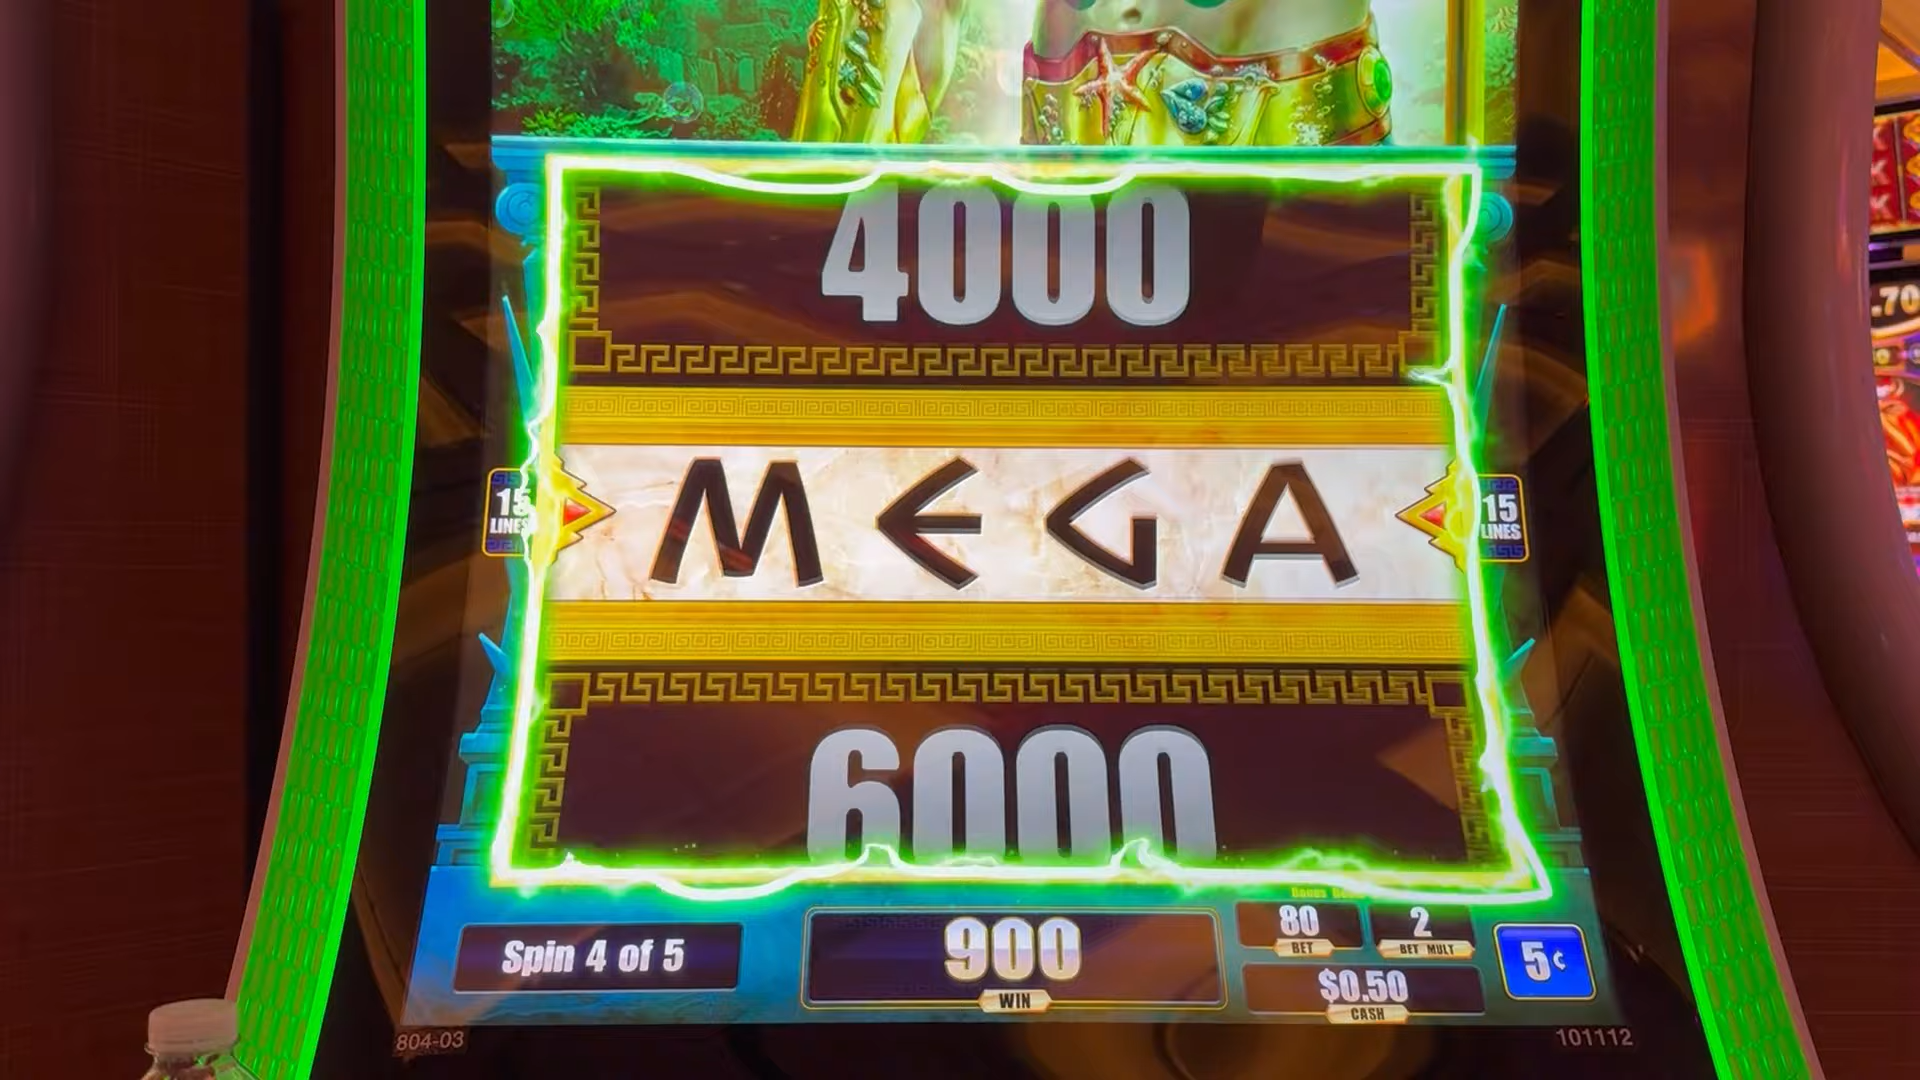 4000
MEGA
15
LINES
15
LINES
6000
Spin 4 of 5
900
WIN
80
BET
2
BET MULT
$0.50
CASH
5¢
804-03
101112
.70